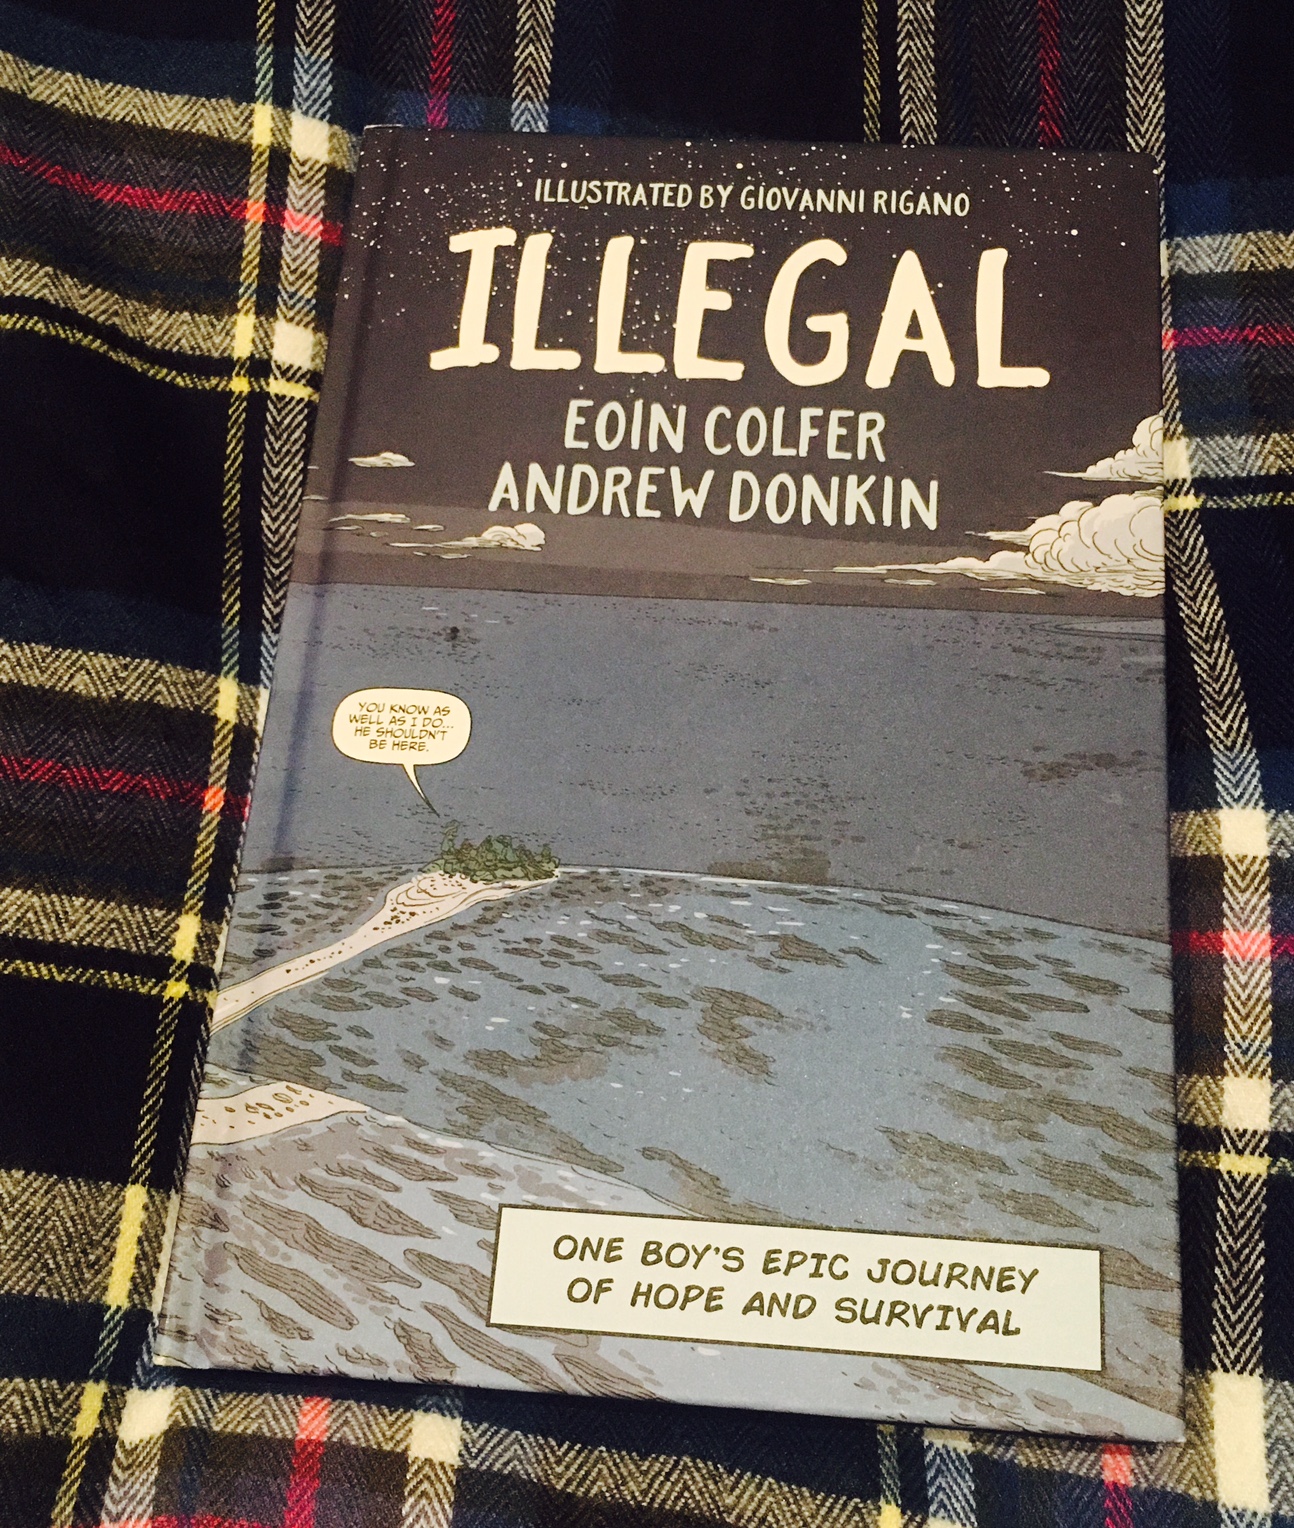 ILLUSTRATED BY GIOVANNI RIGANO
ILLEGAL
EOIN COLFER
ANDREW DONKIN
YOU KNOW AS
WELL AS I DO...
HE SHOULDN'T
BE HERE.
ONE BOY'S EPIC JOURNEY
OF HOPE AND SURVIVAL